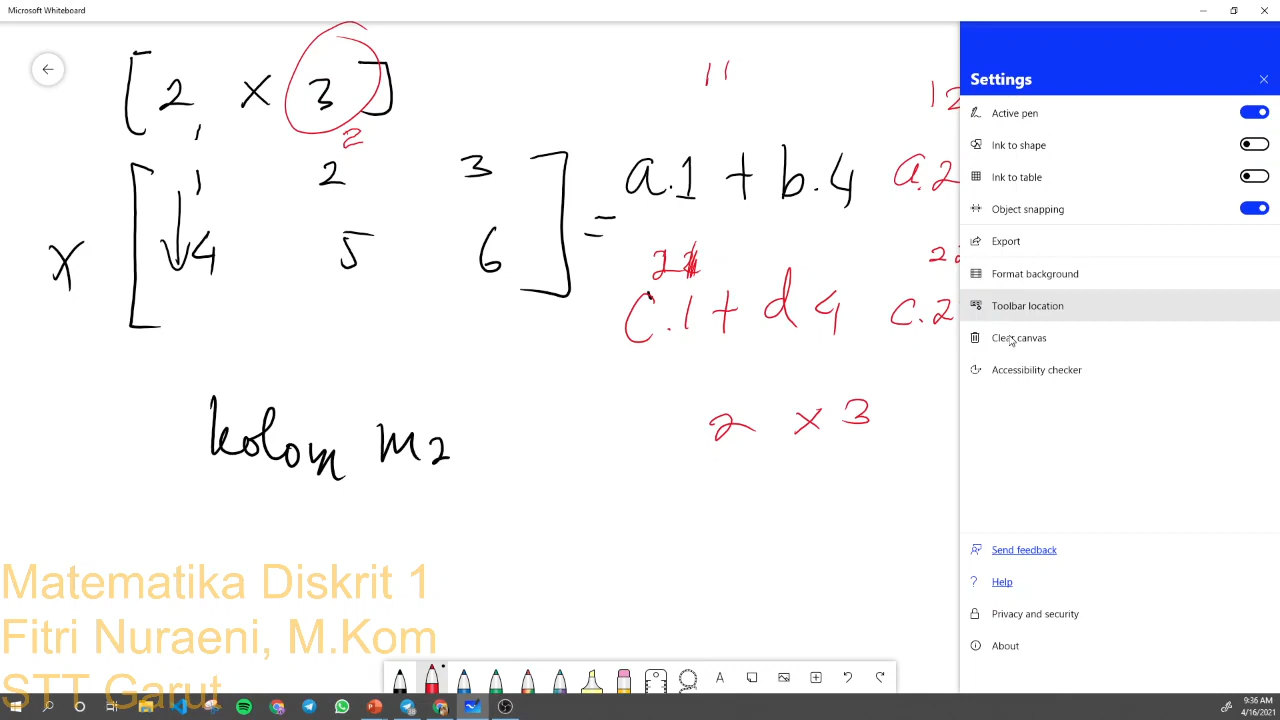 Microsoft Whiteboard
[ 2 x 3 ]
1 2
11
12
1 2 3
a.1 + b.4 a.2
x 4 5 6 =
22
c.1 + d 4 c.2
2 x 3
kolom m2
Matematika Diskrit 1
Fitri Nuraeni, M.Kom
STT Garut
Settings
Active pen
Ink to shape
Ink to table
Object snapping
Export
Format background
Toolbar location
Clear canvas
Accessibility checker
Send feedback
Help
Privacy and security
About
A
9:36 AM
4/16/2021